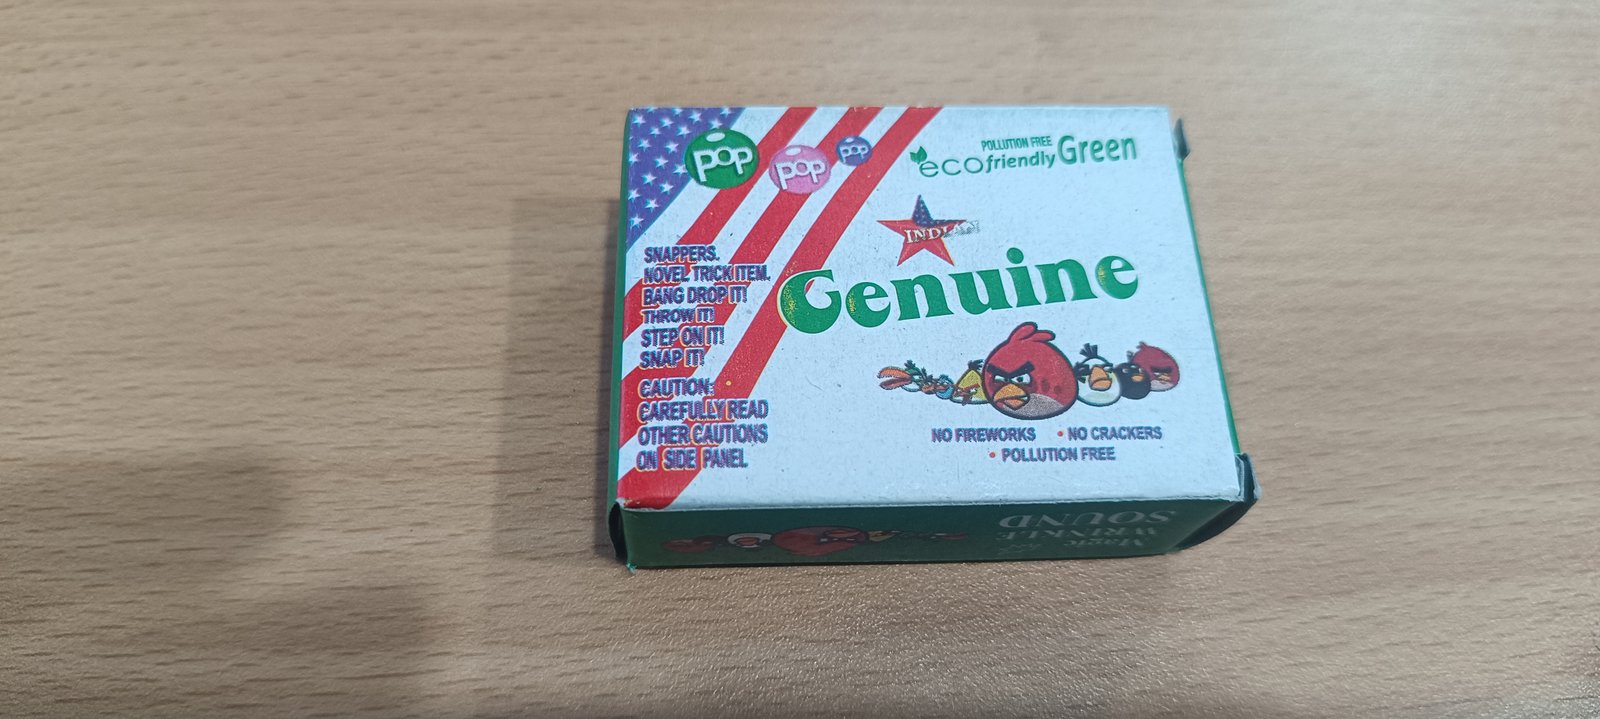 pop
pop
pop
POLLUTION FREE
ecofriendly Green
INDIAN
Genuine
SNAPPERS.
NOVEL TRICK ITEM.
BANG DROP IT!
THROW IT!
STEP ON IT!
SNAP IT!
CAUTION:
CAREFULLY READ
OTHER CAUTIONS
ON SIDE PANEL
NO FIREWORKS • NO CRACKERS
• POLLUTION FREE
Magic
WRINKLE
SOUND